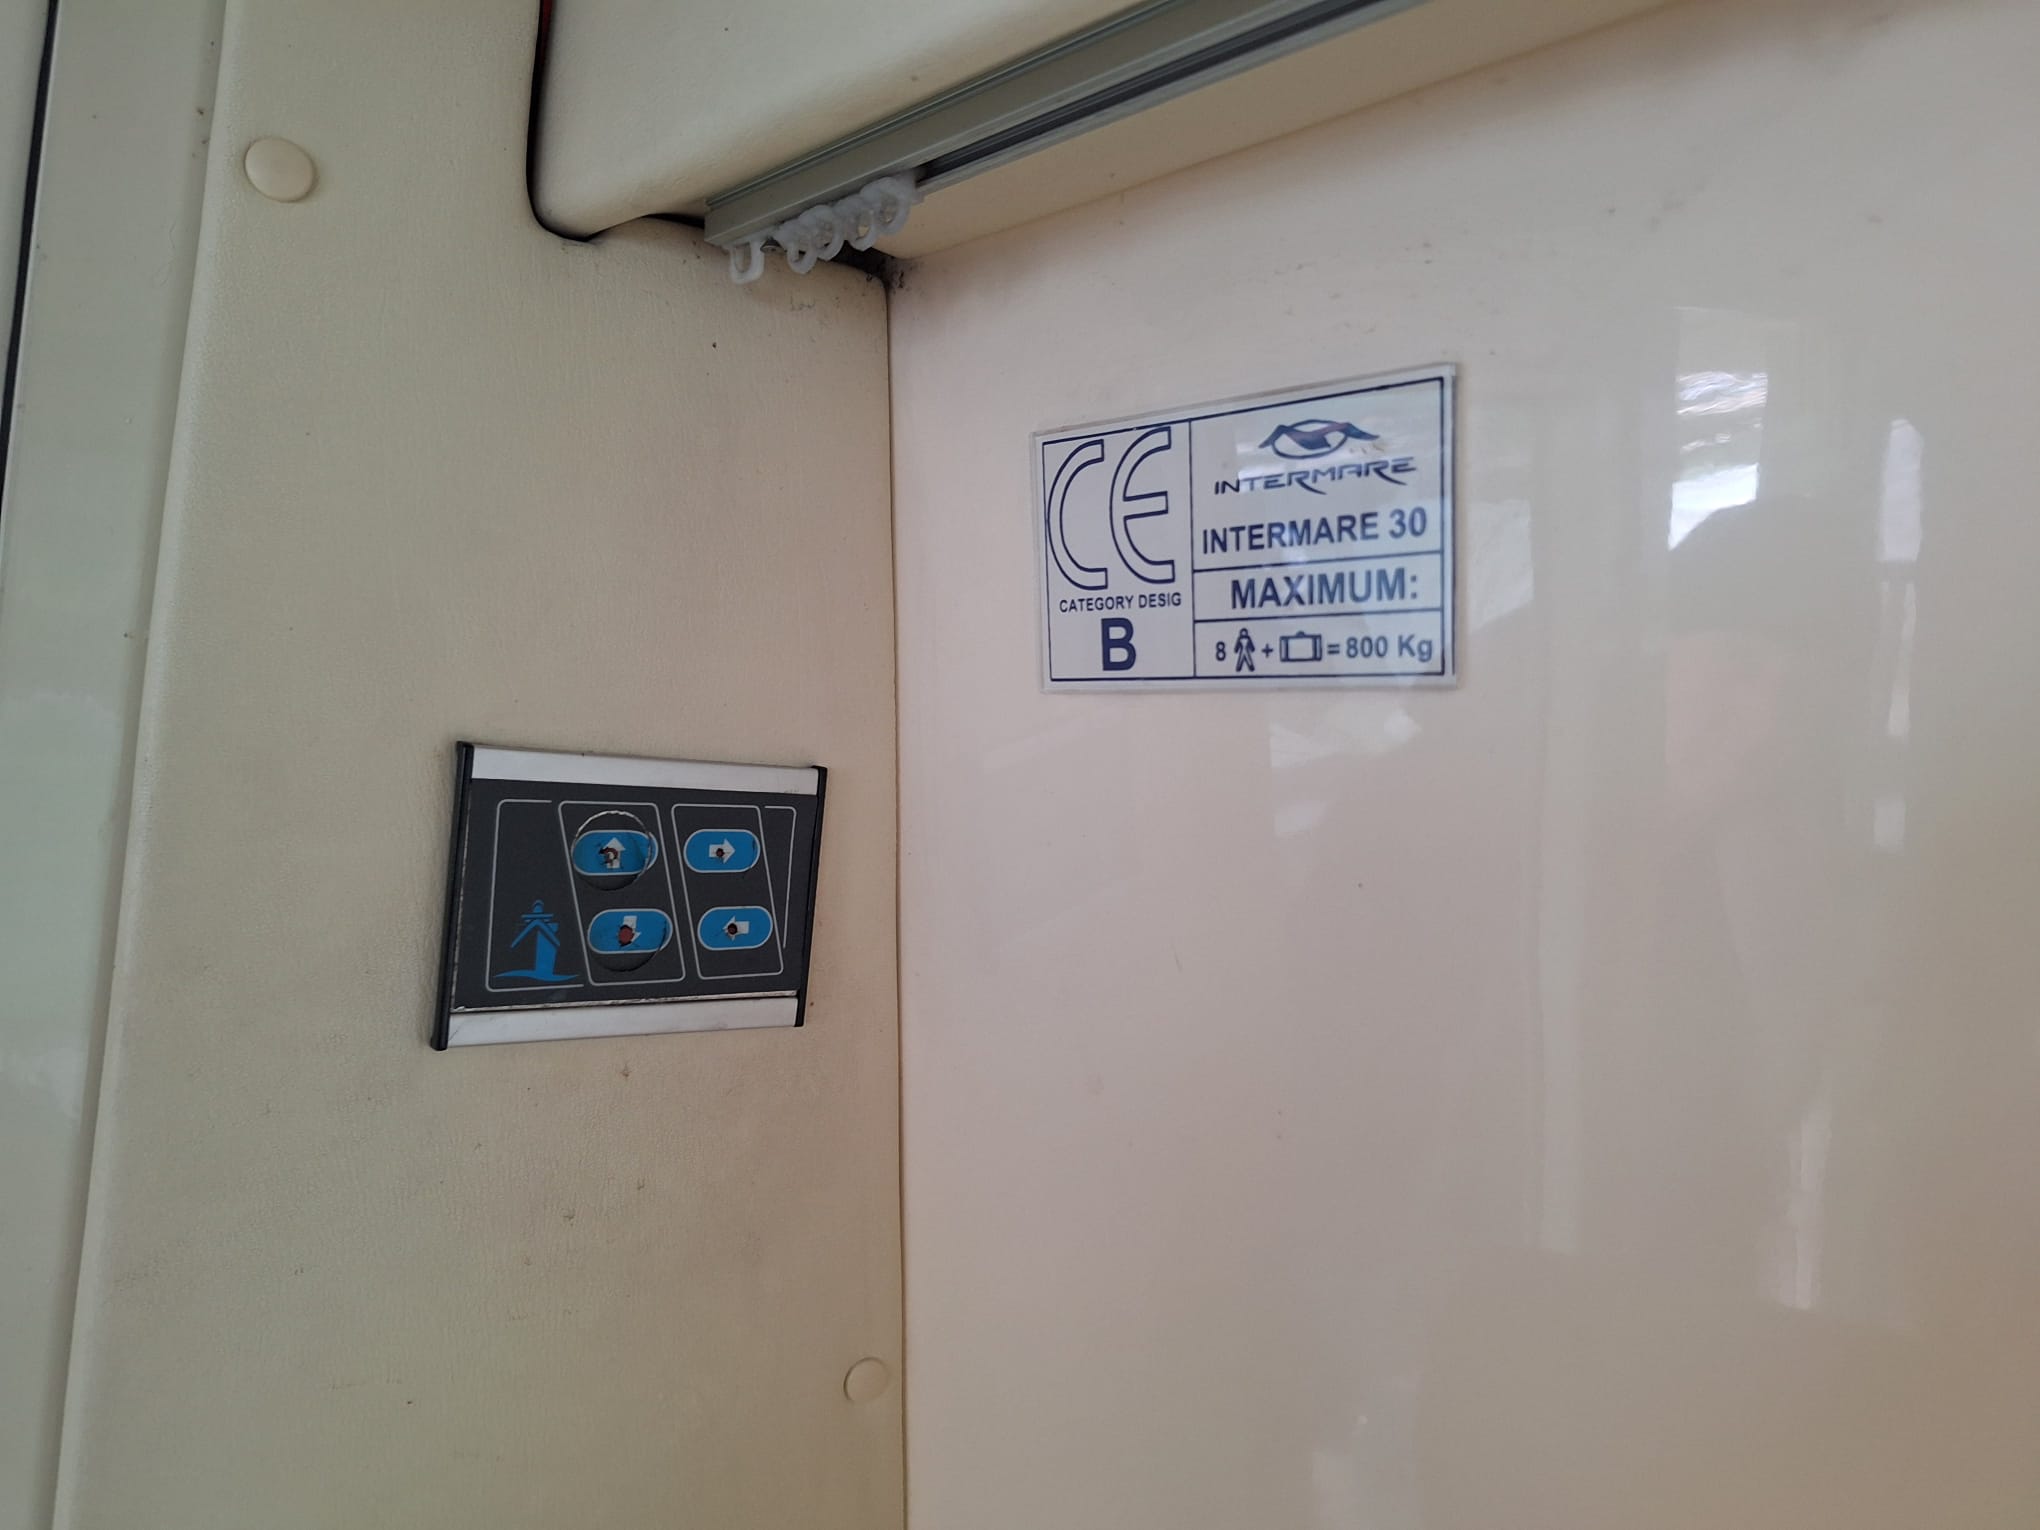 CE
CATEGORY DESIG
B
INTERMARE
INTERMARE 30
MAXIMUM:
8 + = 800 Kg